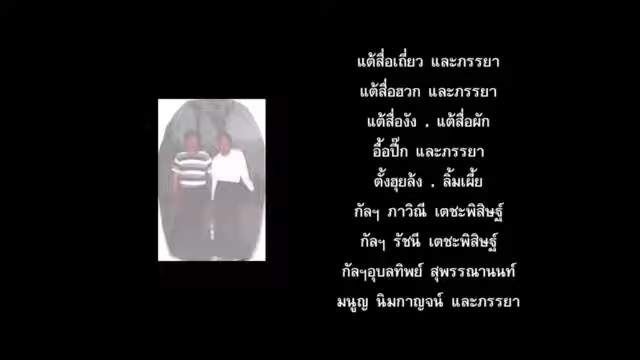 แต้สื่อเถี่ยว และภรรยา
แต้สื่อฮวก และภรรยา
แต้สื่องัง . แต้สื่อผัก
อื้อปิ๊ก และภรรยา
ตั้งฮุยล้ง . ลิ้มเผี้ย
กัลฯ ภาวิณี เตชะพิสิษฐ์
กัลฯ รัชนี เตชะพิสิษฐ์
กัลฯอุบลทิพย์ สุพรรณานนท์
มนูญ นิมกาญจน์ และภรรยา